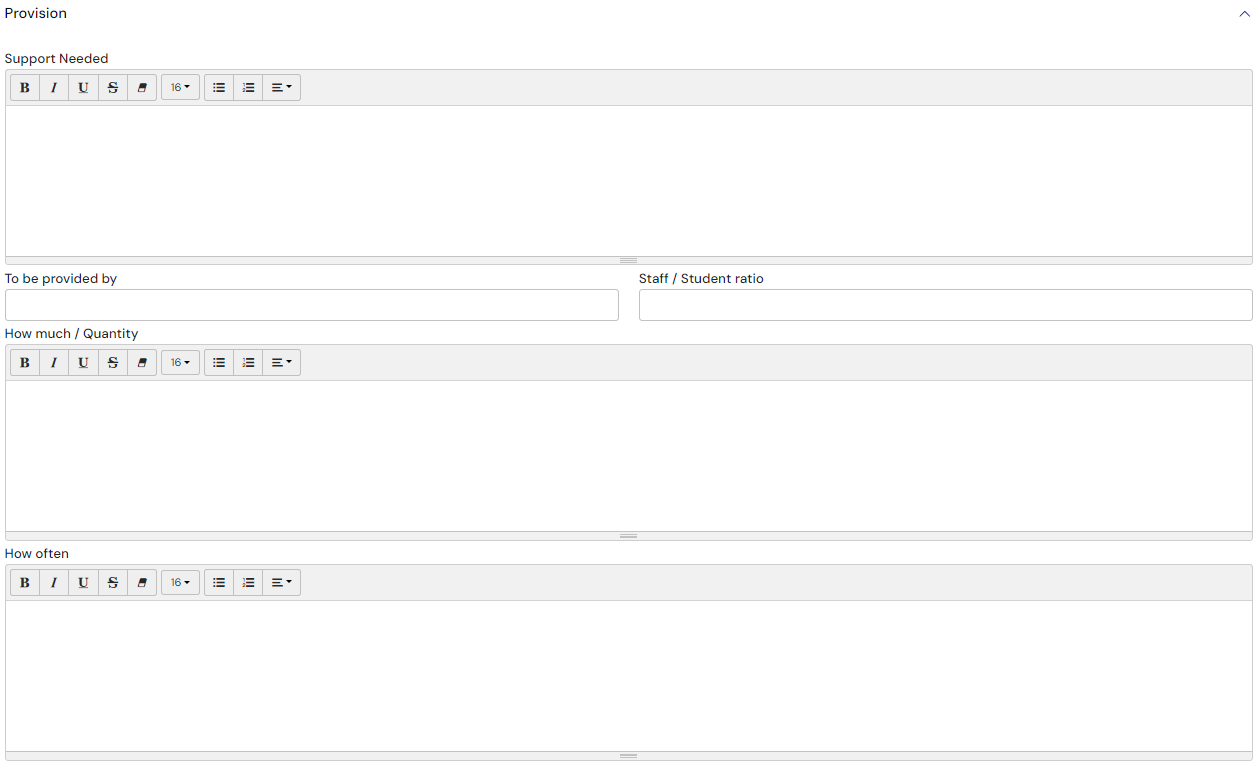 Provision
Support Needed
B I U S 16
To be provided by Staff / Student ratio
How much / Quantity
B I U S 16
How often
B I U S 16